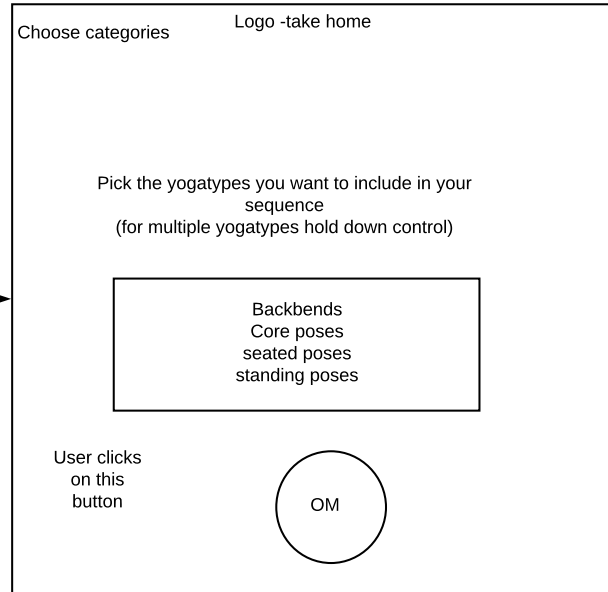 Logo -take home
Choose categories
Pick the yogatypes you want to include in your
sequence
(for multiple yogatypes hold down control)
Backbends
Core poses
seated poses
standing poses
User clicks
on this
button
OM